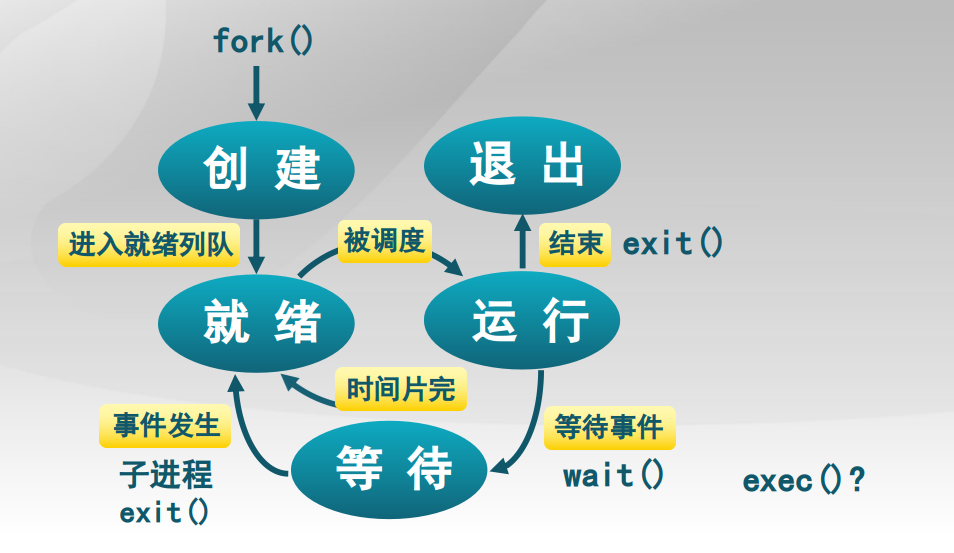 fork()
创 建
退 出
进入就绪列队
被调度
结束
exit()
就 绪
运 行
时间片完
事件发生
等待事件
子进程
exit()
等 待
wait()
exec()?